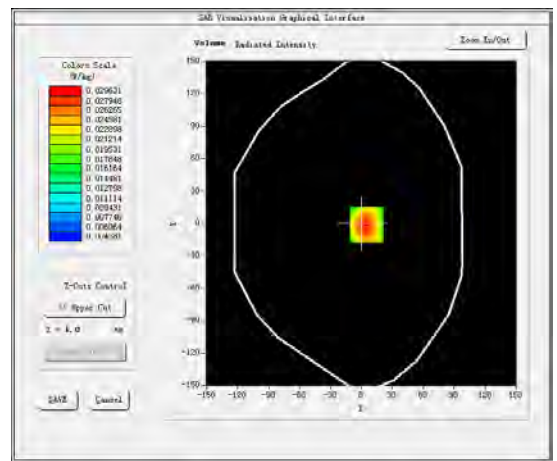 SAR Visualisation Graphical Interface
Volume Radiated Intensity
Zoom In/Out
Colors Scale
(W/kg)
0.029631
0.027948
0.026265
0.024581
0.022898
0.021214
0.019531
0.017848
0.016164
0.014481
0.012798
0.011114
0.009431
0.007748
0.006064
150
120
90
60
30
0
-30
-60
-90
-120
-150
Y
-150 -120 -90 -60 -30 0 30 60 90 120 150
X
Z-Cuts Control
Upper Cut
Z = 4.0 mm
SAVE Cancel